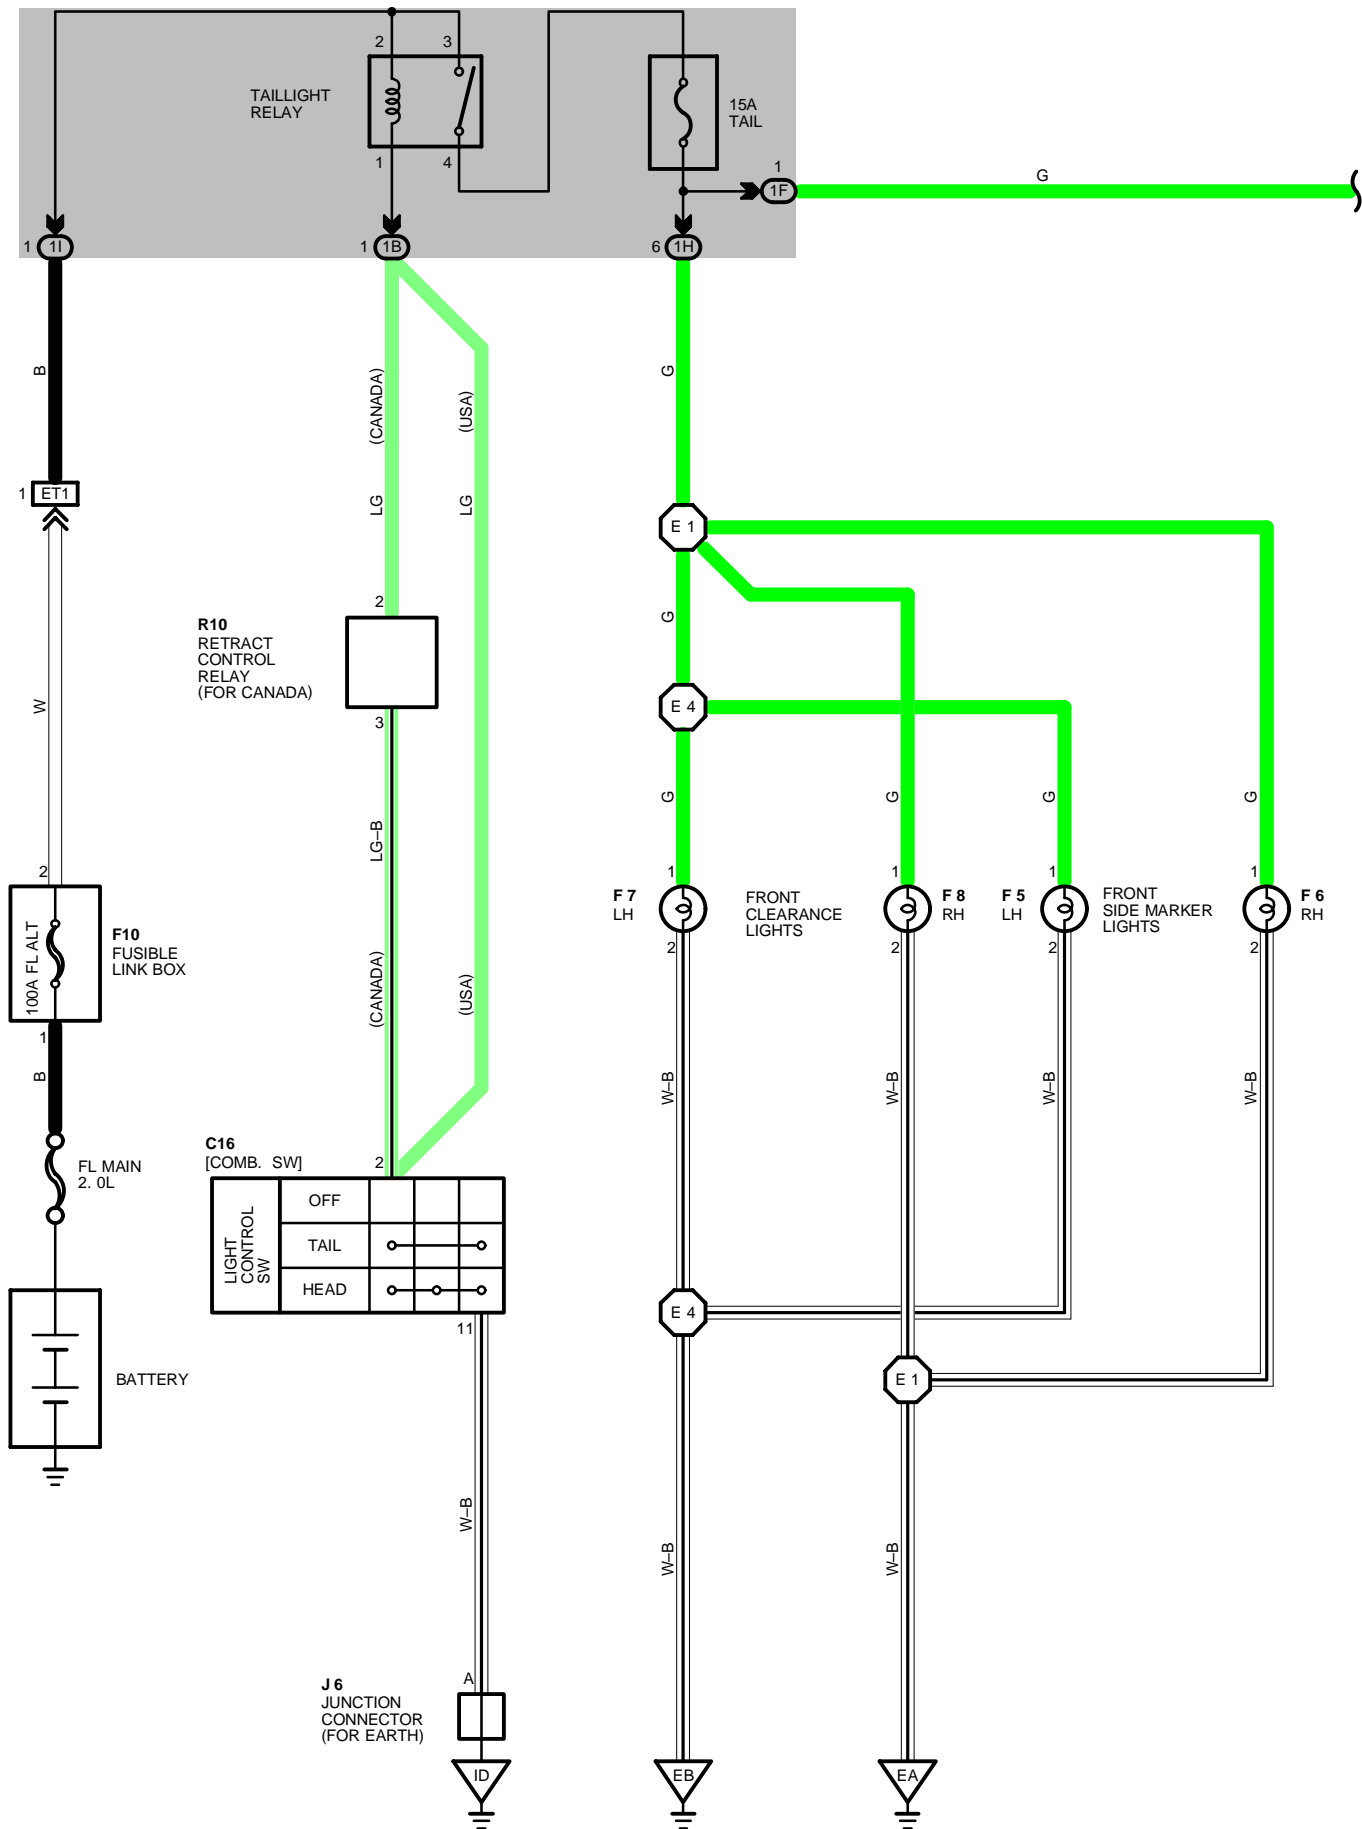 2
3
TAILLIGHT
RELAY
15A
TAIL
1
4
1
1F
G
1
1I
1
1B
6
1H
B
(CANADA)
(USA)
G
LG
LG
1
ET1
E 1
W
2
R10
RETRACT
CONTROL
RELAY
(FOR CANADA)
G
3
E 4
LG–B
G
G
G
G
2
1
1
1
1
100A FL ALT
F10
FUSIBLE
LINK BOX
F 7
LH
FRONT
CLEARANCE
LIGHTS
F 8
RH
F 5
LH
FRONT
SIDE MARKER
LIGHTS
F 6
RH
2
2
2
2
(CANADA)
(USA)
1
B
W–B
W–B
W–B
W–B
FL MAIN
2. 0L
C16
[COMB. SW]
2
LIGHT
CONTROL
SW
OFF
TAIL
HEAD
11
E 4
E 1
BATTERY
W–B
W–B
W–B
J 6
JUNCTION
CONNECTOR
(FOR EARTH)
A
ID
EB
EA